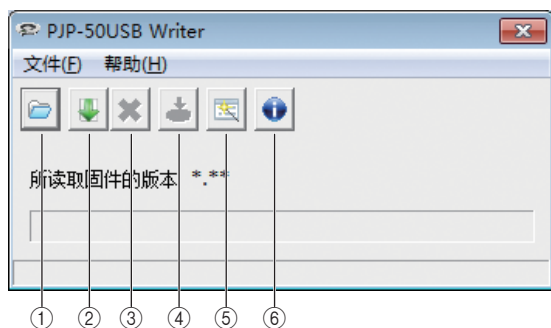 PJP-50USB Writer
文件(F) 帮助(H)
所读取固件的版本 *.**
① ② ③ ④ ⑤ ⑥